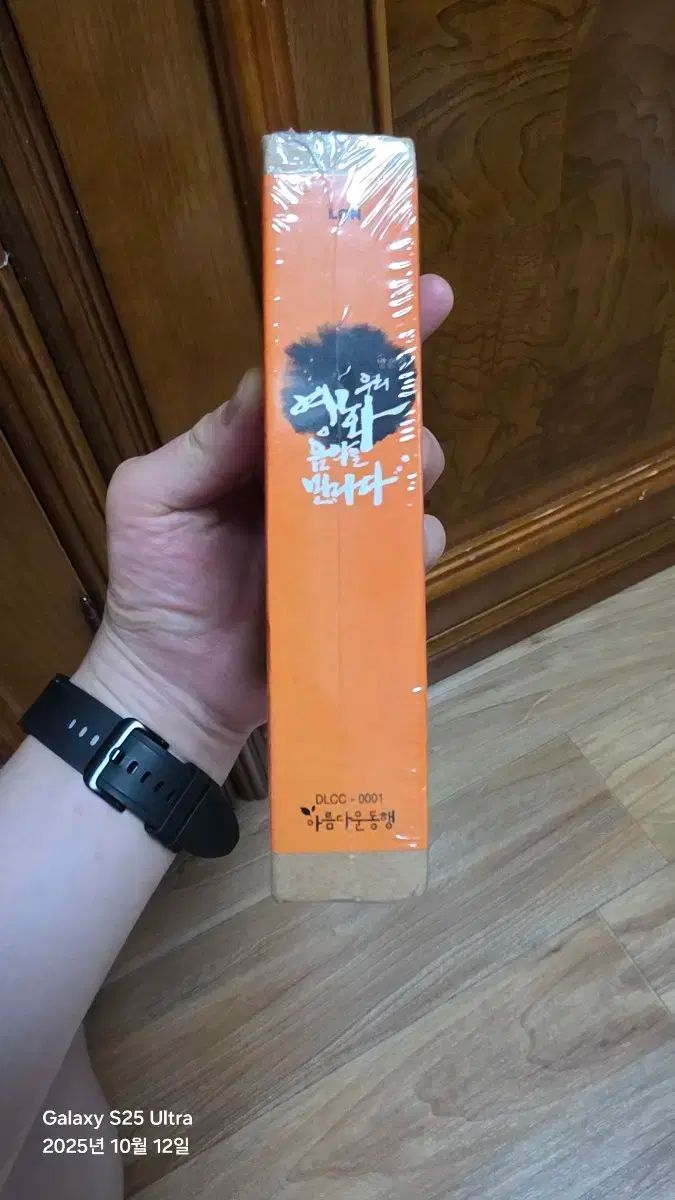 LON
우리
영화
음악을
만나다
DLCC - 0001
아름다운동행
Galaxy S25 Ultra
2025년 10월 12일